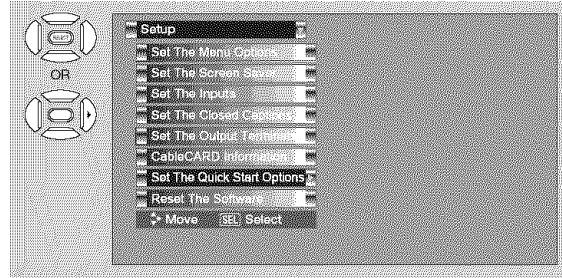 SELECT
OR
Setup
Set The Menu Options
Set The Screen Saver
Set The Inputs
Set The Closed Captions
Set The Output Terminals
CableCARD Information
Set The Quick Start Options
Reset The Software
Move SEL Select